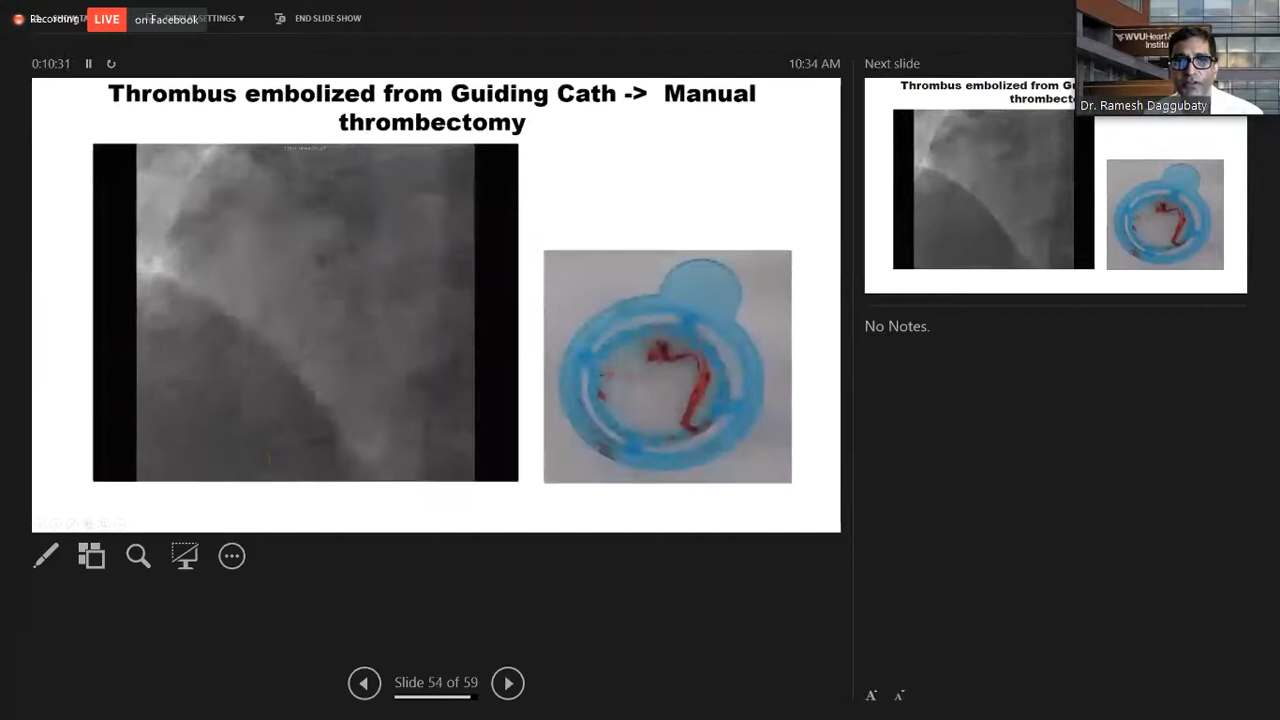 Recording
LIVE
on Facebook
SETTINGS ▾
END SLIDE SHOW
0:10:31
10:34 AM
Thrombus embolized from Guiding Cath -> Manual
thrombectomy
Next slide
WVUHeart &
Dr. Ramesh Daggubaty
No Notes.
Slide 54 of 59
A
A